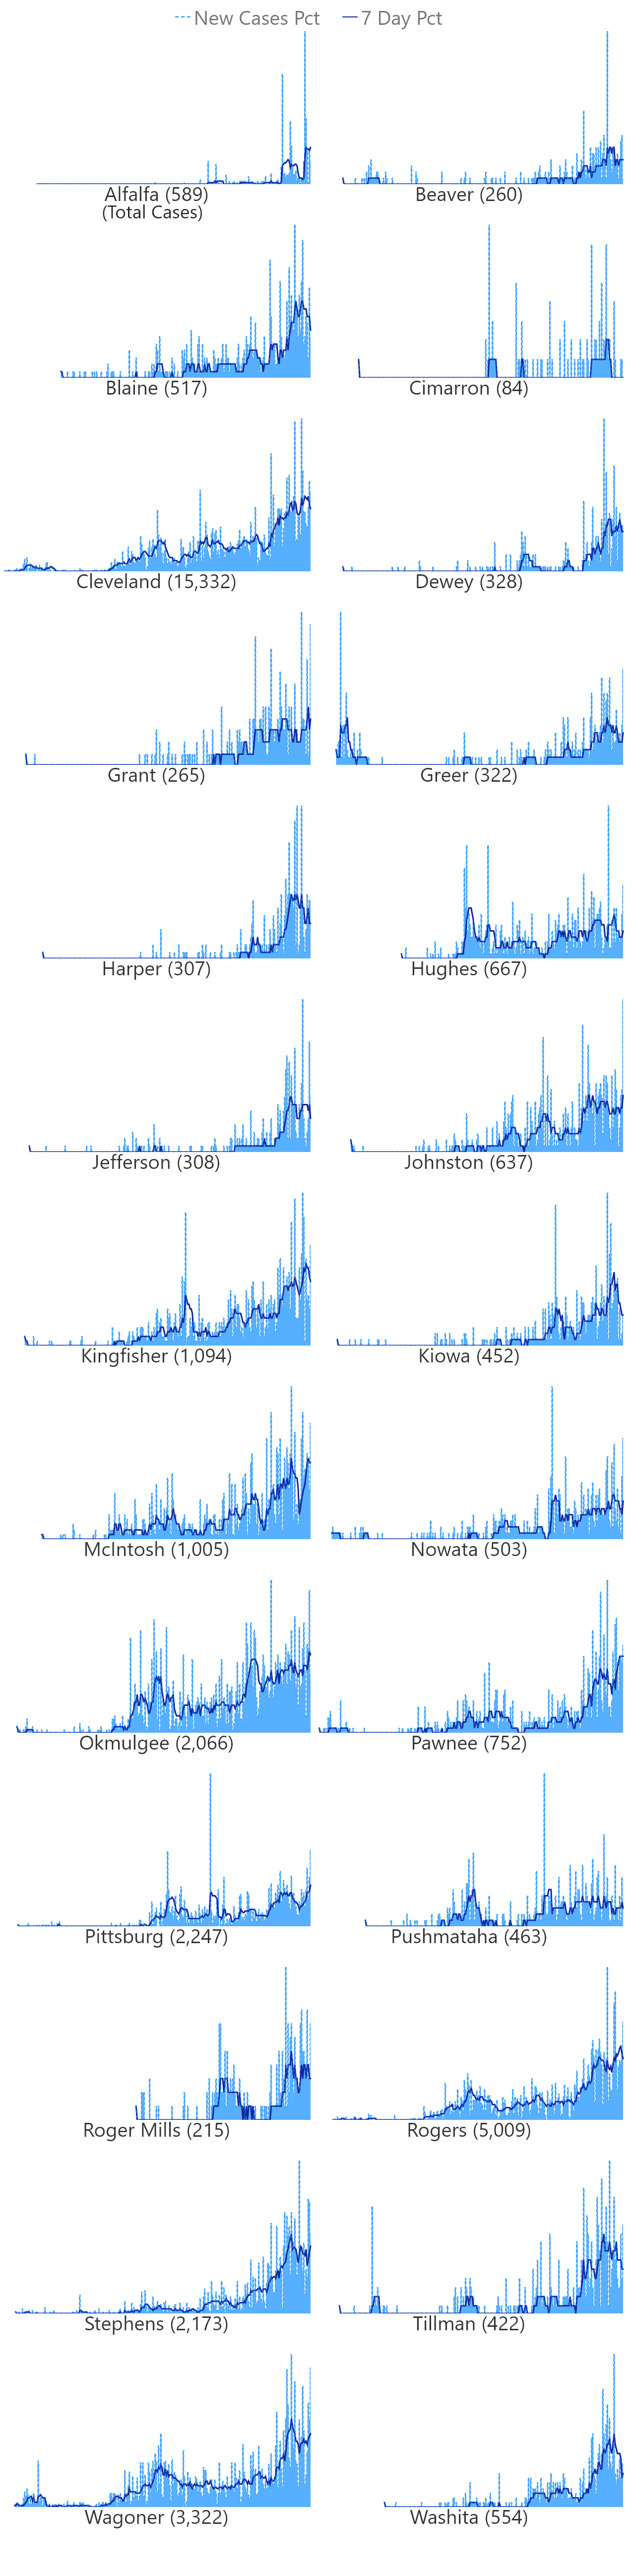 New Cases Pct 7 Day Pct
Alfalfa (589) Beaver (260)
(Total Cases)
Blaine (517) Cimarron (84)
Cleveland (15,332) Dewey (328)
Grant (265) Greer (322)
Harper (307) Hughes (667)
Jefferson (308) Johnston (637)
Kingfisher (1,094) Kiowa (452)
McIntosh (1,005) Nowata (503)
Okmulgee (2,066) Pawnee (752)
Pittsburg (2,247) Pushmataha (463)
Roger Mills (215) Rogers (5,009)
Stephens (2,173) Tillman (422)
Wagoner (3,322) Washita (554)